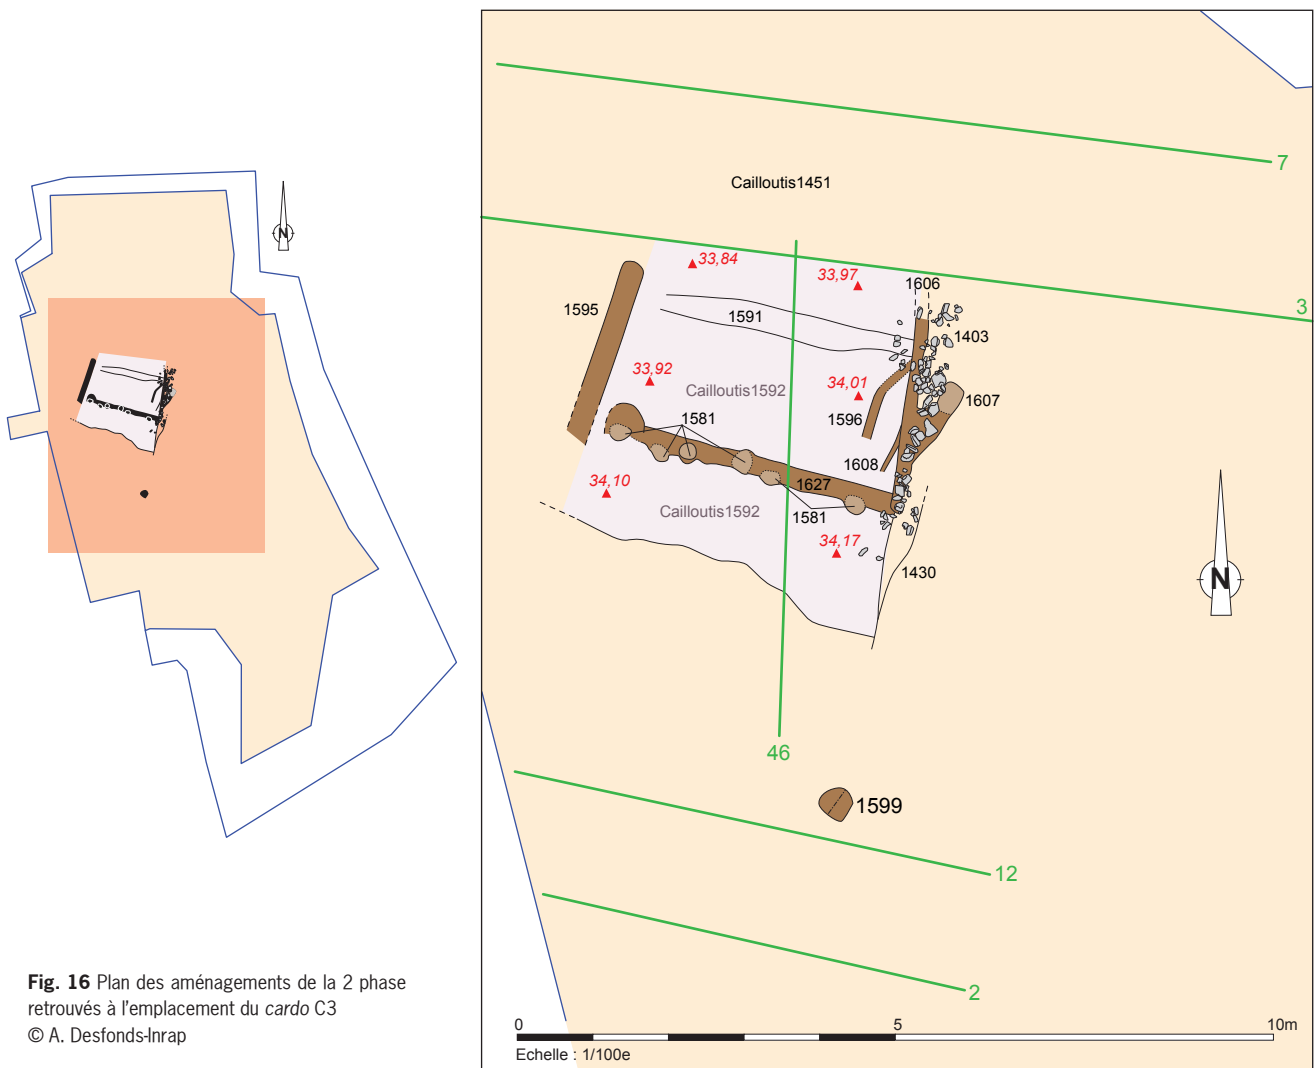 N
7
Cailloutis1451
3
33,84
33,97
1606
1595
1591
1403
33,92
Cailloutis1592
34,01
1607
1581
1596
1608
1627
34,10
Cailloutis1592
1581
34,17
1430
N
46
1599
12
2
Fig. 16 Plan des aménagements de la 2 phase
retrouvés à l'emplacement du cardo C3
© A. Desfonds-Inrap
0 5 10m
Echelle : 1/100e